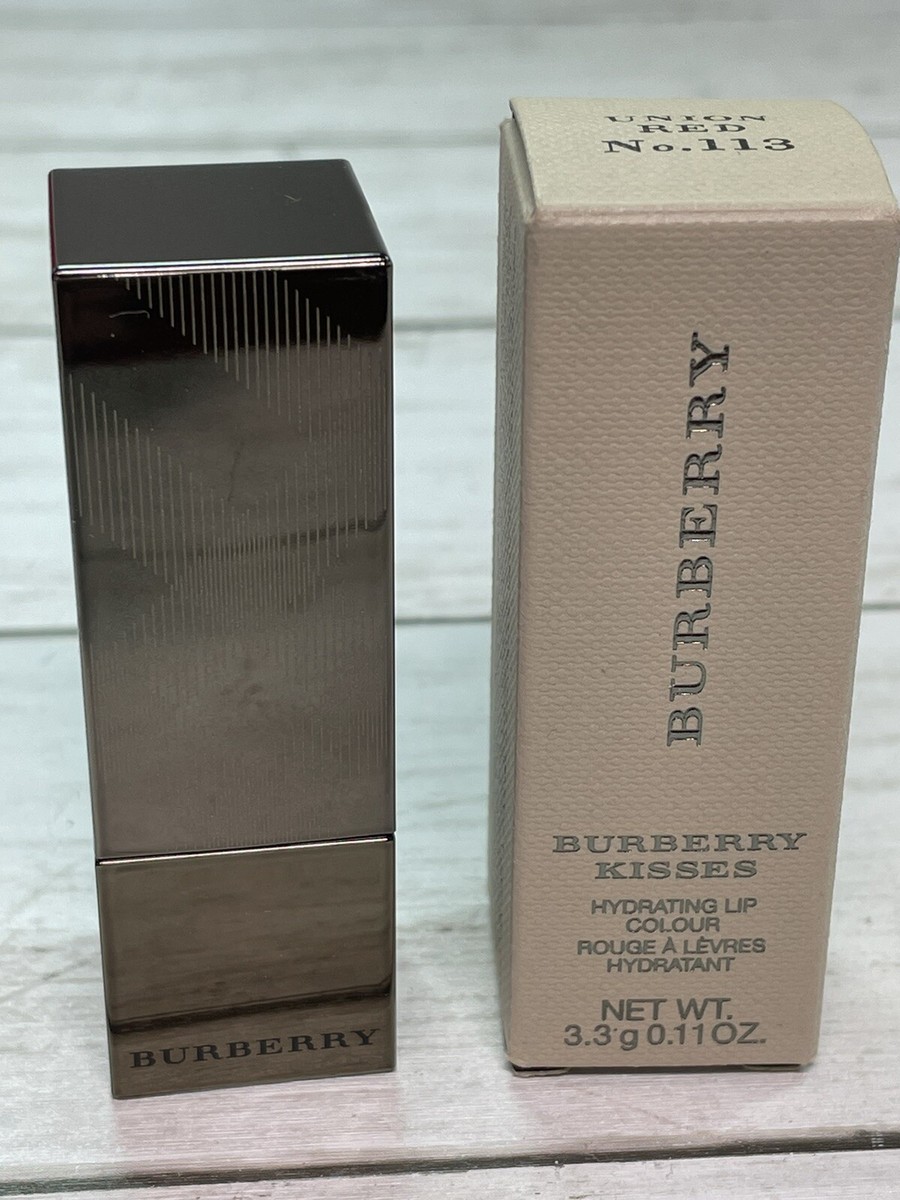 BURBERRY
UNION
RED
No.113
BURBERRY
BURBERRY
KISSES
HYDRATING LIP
COLOUR
ROUGE À LÈVRES
HYDRATANT
NET WT.
3.3 g 0.11 OZ.